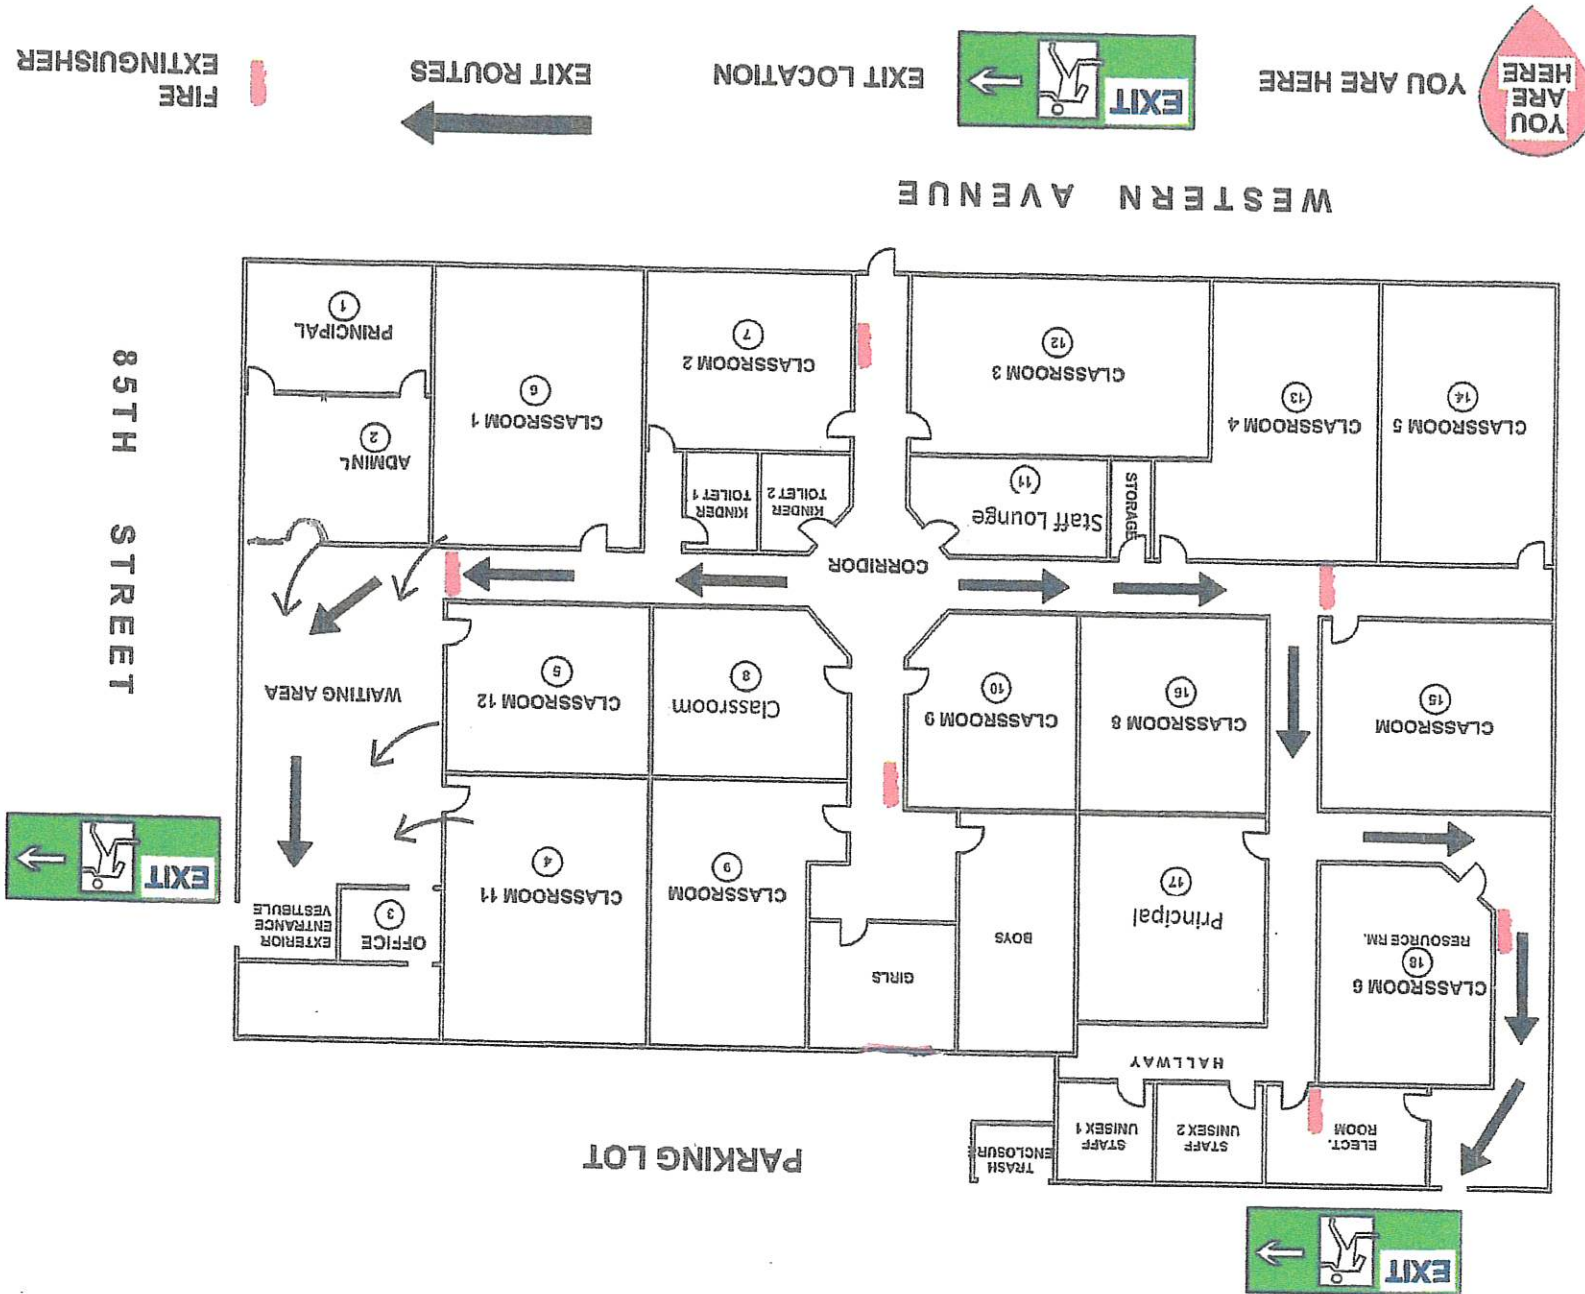 EXIT
ELECT.
ROOM
STAFF
UNISEX 2
STAFF
UNISEX 1
TRASH
ENCLOSURE
PARKING LOT
HALLWAY
CLASSROOM 6
18
RESOURCE RM.
Principal
17
BOYS
GIRLS
CLASSROOM
9
CLASSROOM 11
4
OFFICE
3
EXTERIOR
ENTRANCE
VESTIBULE
EXIT
CLASSROOM
15
CLASSROOM 8
16
CLASSROOM 9
10
Classroom
8
CLASSROOM 12
5
WAITING AREA
85TH STREET
CORRIDOR
CLASSROOM 5
14
CLASSROOM 4
13
STORAGE
Staff Lounge
11
CLASSROOM 3
12
KINDER
TOILET 2
KINDER
TOILET 1
CLASSROOM 2
7
CLASSROOM 1
6
ADMIN'L
2
PRINCIPAL
1
WESTERN AVENUE
YOU
ARE
HERE
YOU ARE HERE
EXIT
EXIT LOCATION
EXIT ROUTES
FIRE
EXTINGUISHER